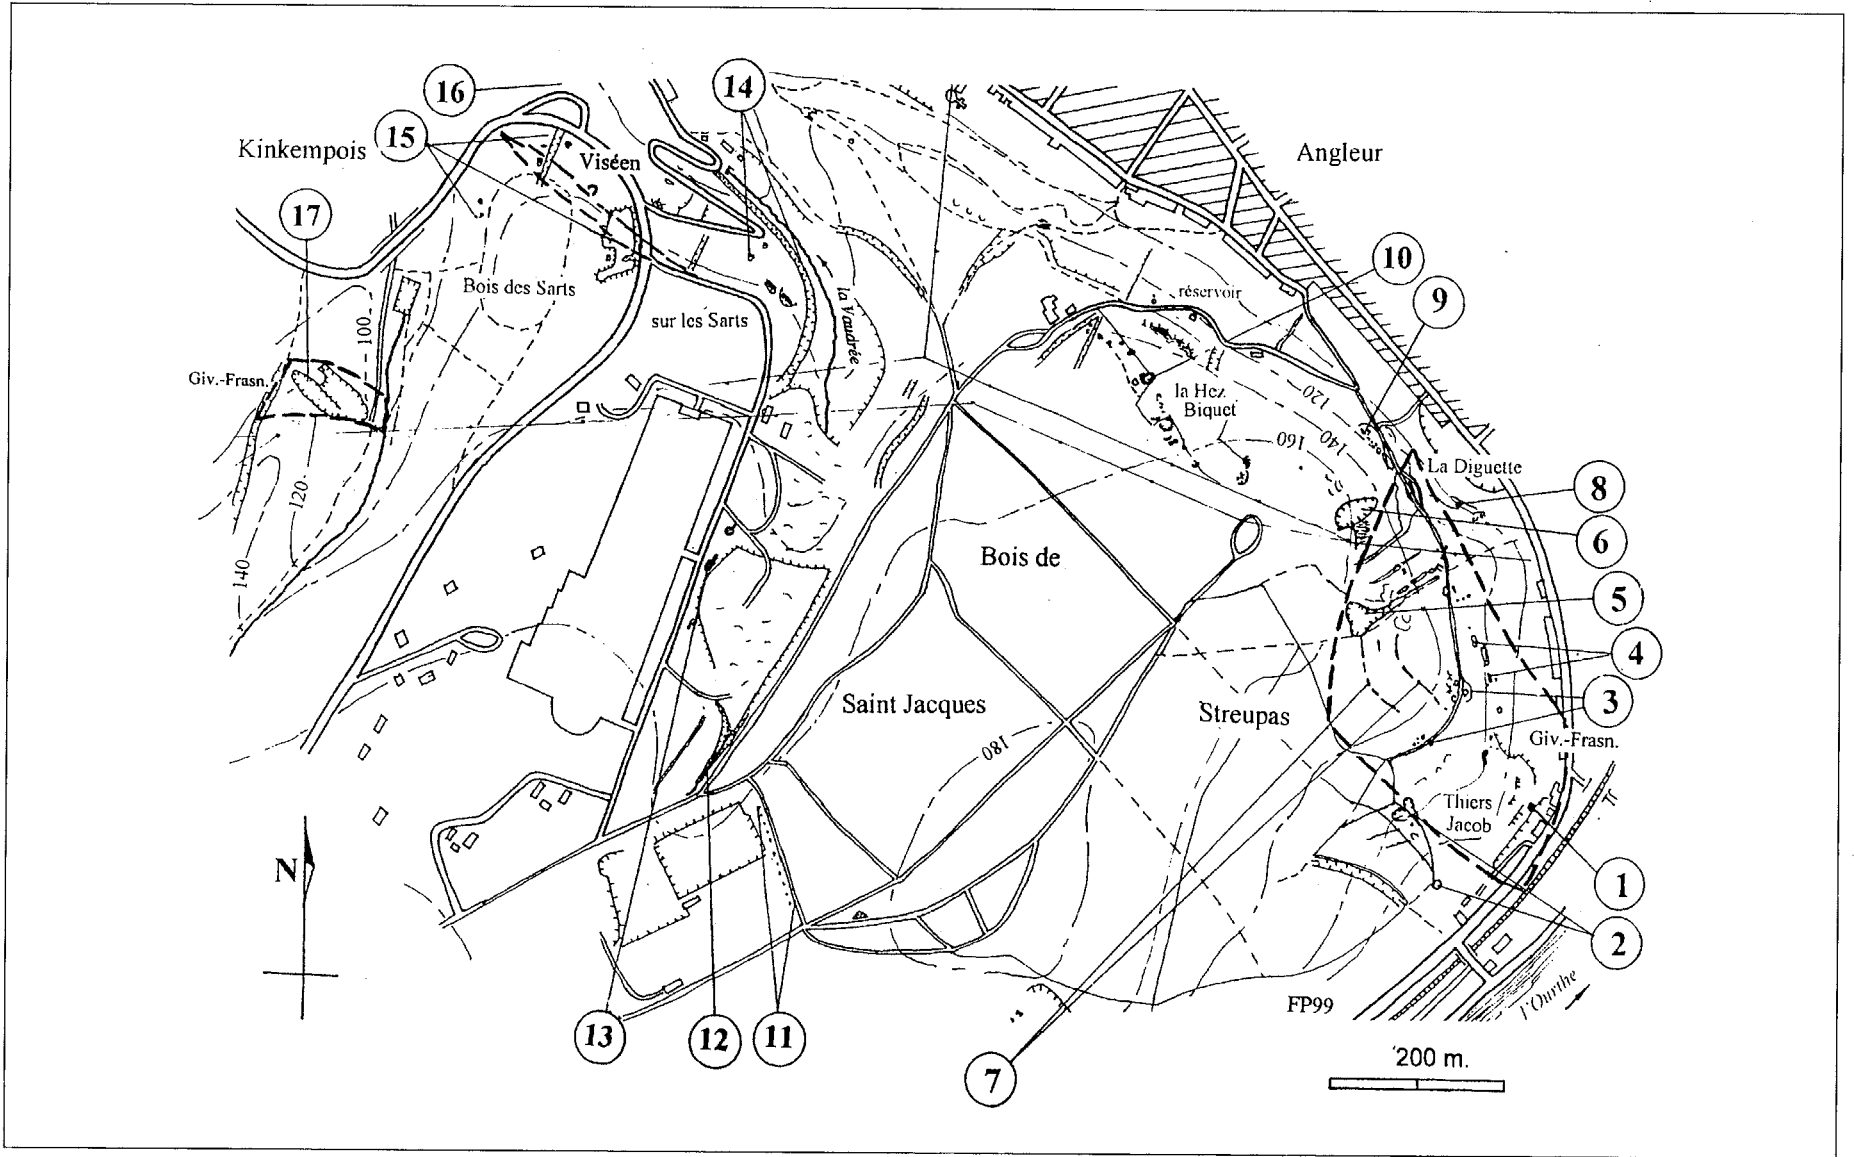 16
14
15
Kinkempois
Viséen
Angleur
17
10
réservoir
9
Bois des Sarts
sur les Sarts
la Vaudrée
100
Giv.-Frasn.
la Hez
Biquet
120
140
160
La Diguette
8
6
120
Bois de
140
5
4
3
Saint Jacques
Streupas
Giv.-Frasn.
180
Thiers
Jacob
N
1
2
l'Ourthe
FP99
13
12
11
7
200 m.